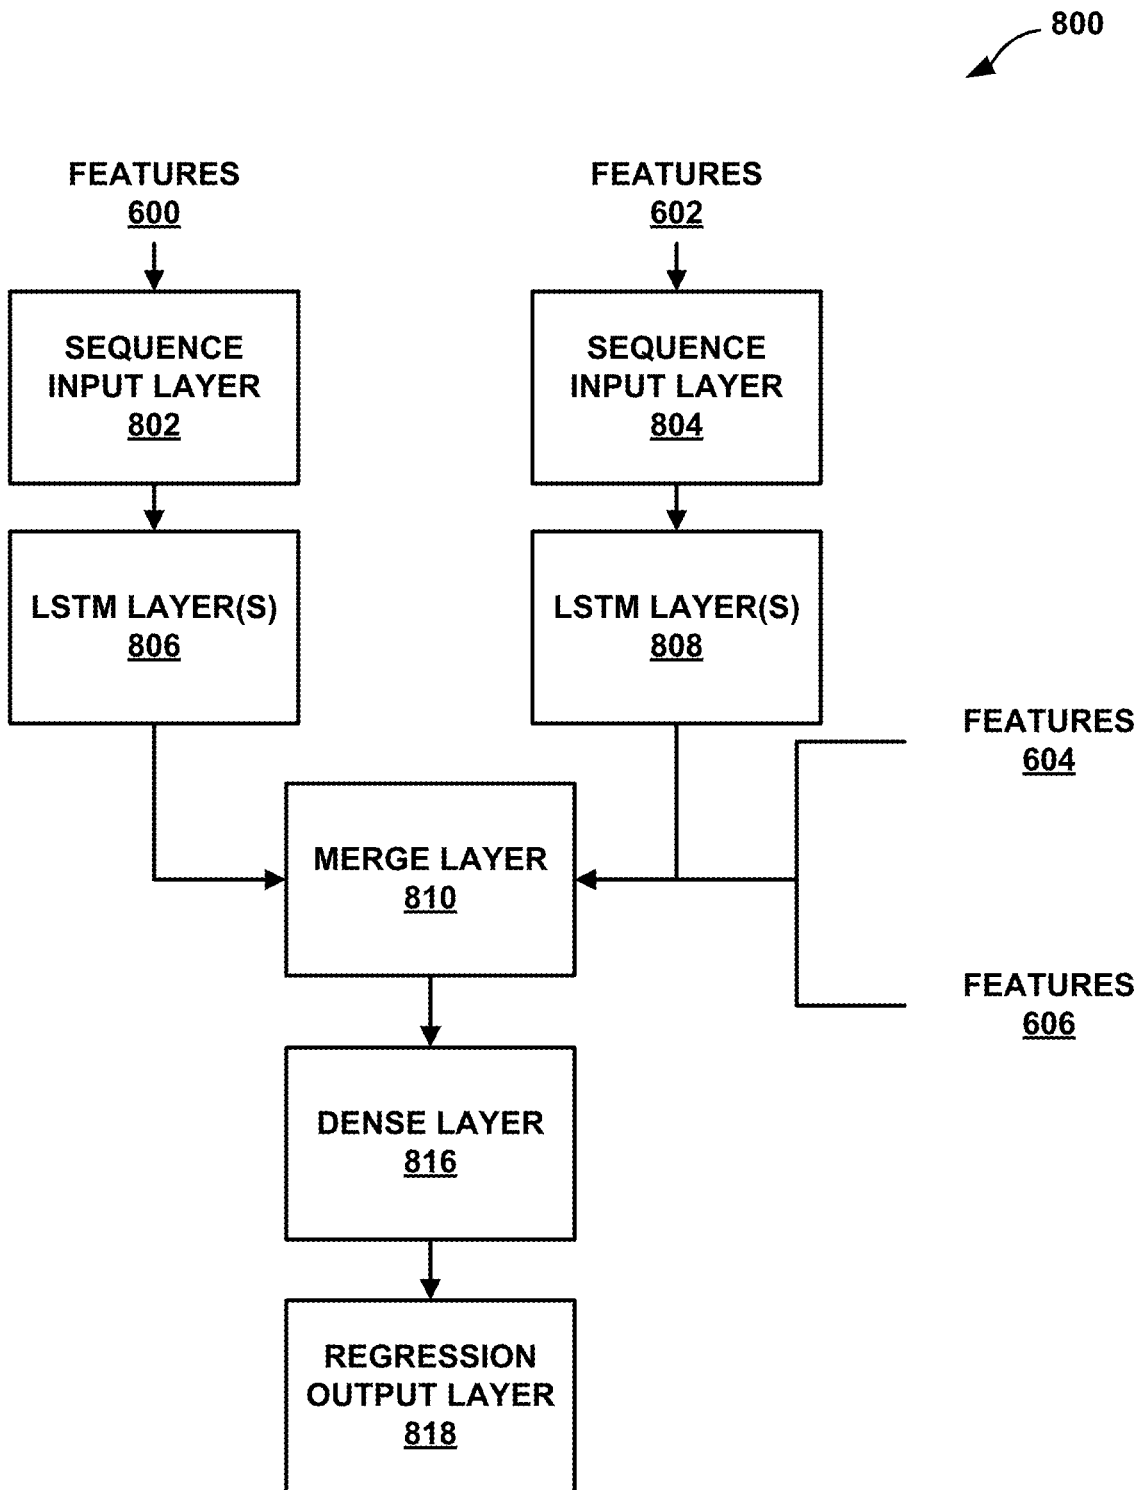 800
FEATURES
600
FEATURES
602
SEQUENCE
INPUT LAYER
802
SEQUENCE
INPUT LAYER
804
LSTM LAYER(S)
806
LSTM LAYER(S)
808
FEATURES
604
MERGE LAYER
810
FEATURES
606
DENSE LAYER
816
REGRESSION
OUTPUT LAYER
818